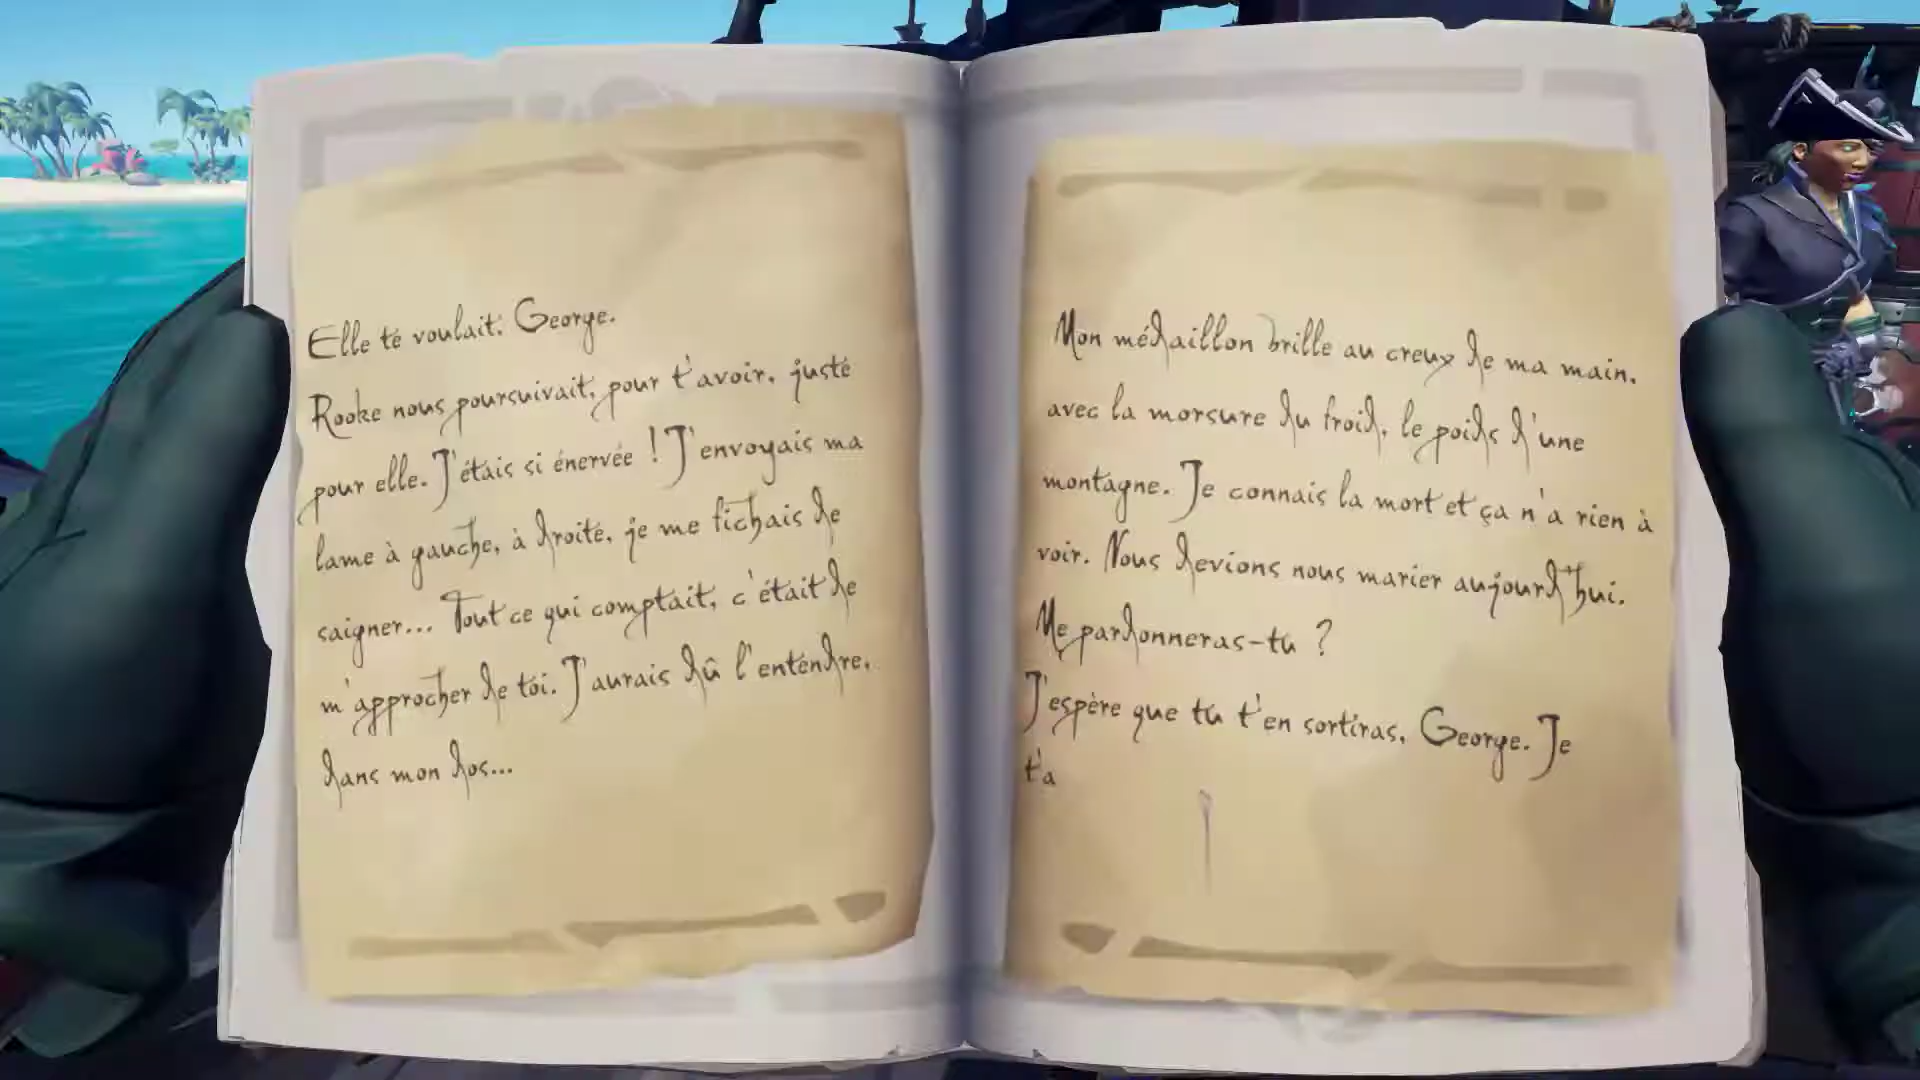 Elle te voulait, George.
Rooke nous poursuivait, pour t'avoir, juste
pour elle. J'étais si énervée ! J'envoyais ma
lame à gauche, à droite, je me fichais de
saigner... Tout ce qui comptait, c'était de
m'approcher de toi. J'aurais dû l'entendre,
dans mon dos...
Mon médaillon brille au creux de ma main,
avec la morsure du froid, le poids d'une
montagne. Je connais la mort et ça n'a rien à
voir. Nous devions nous marier aujourd'hui.
Me pardonneras-tu ?
J'espère que tu t'en sortiras, George. Je
t'a